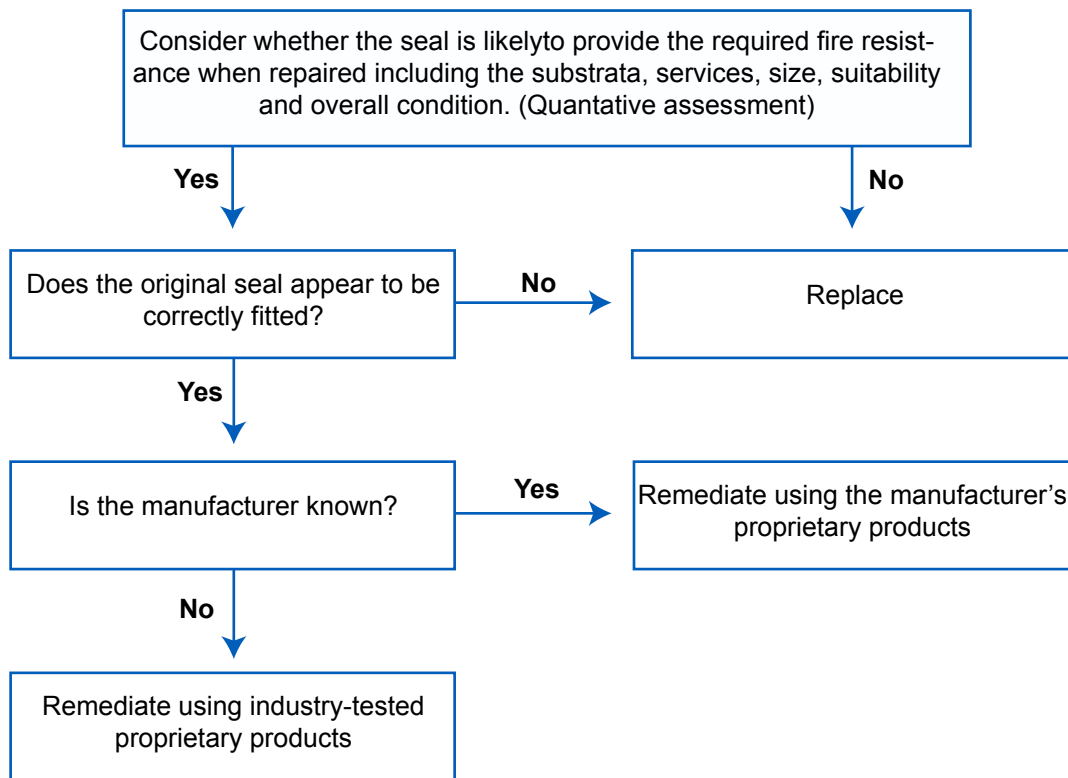 Consider whether the seal is likelyto provide the required fire resist-
ance when repaired including the substrata, services, size, suitability
and overall condition. (Quantative assessment)
Yes
No
Does the original seal appear to be
correctly fitted?
No
Replace
Yes
Is the manufacturer known?
Yes
Remediate using the manufacturer’s
proprietary products
No
Remediate using industry-tested
proprietary products